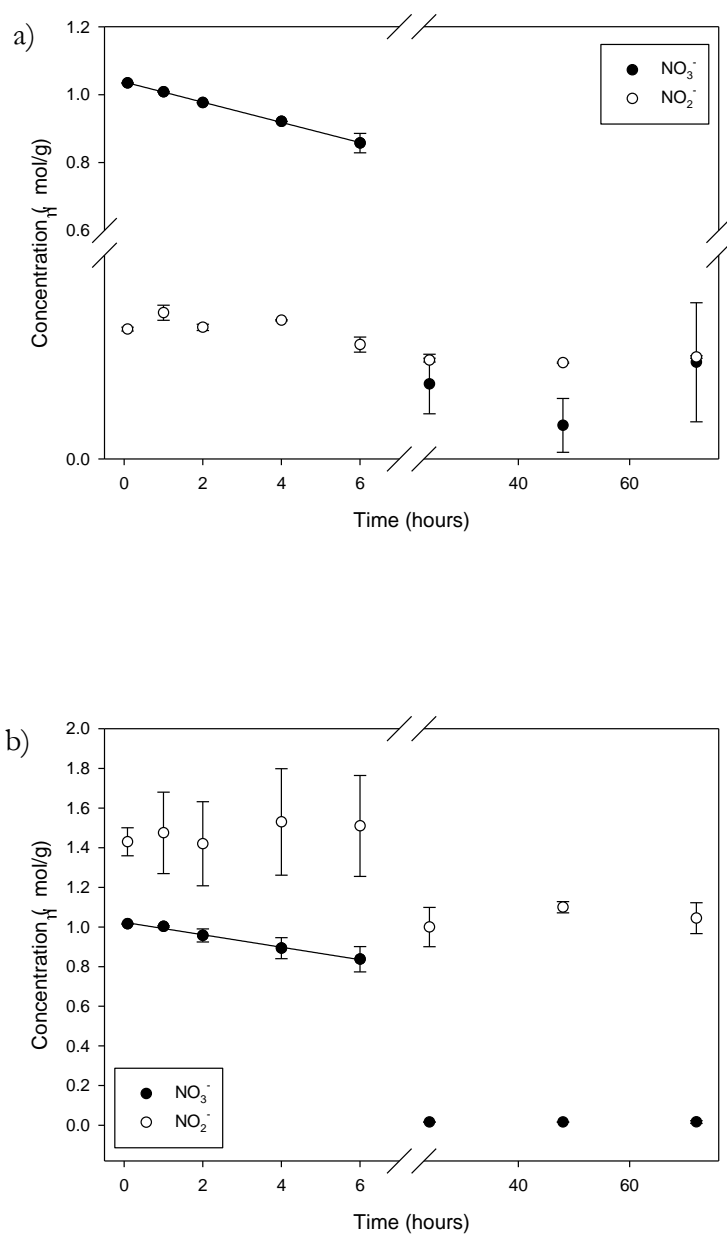 a)
1.2
1.0
0.8
0.6
0.0
Concentration (η mol/g)
NO₃⁻
NO₂⁻
0 2 4 6 40 60
Time (hours)
b)
2.0
1.8
1.6
1.4
1.2
1.0
0.8
0.6
0.4
0.2
0.0
Concentration (η mol/g)
NO₃⁻
NO₂⁻
0 2 4 6 40 60
Time (hours)